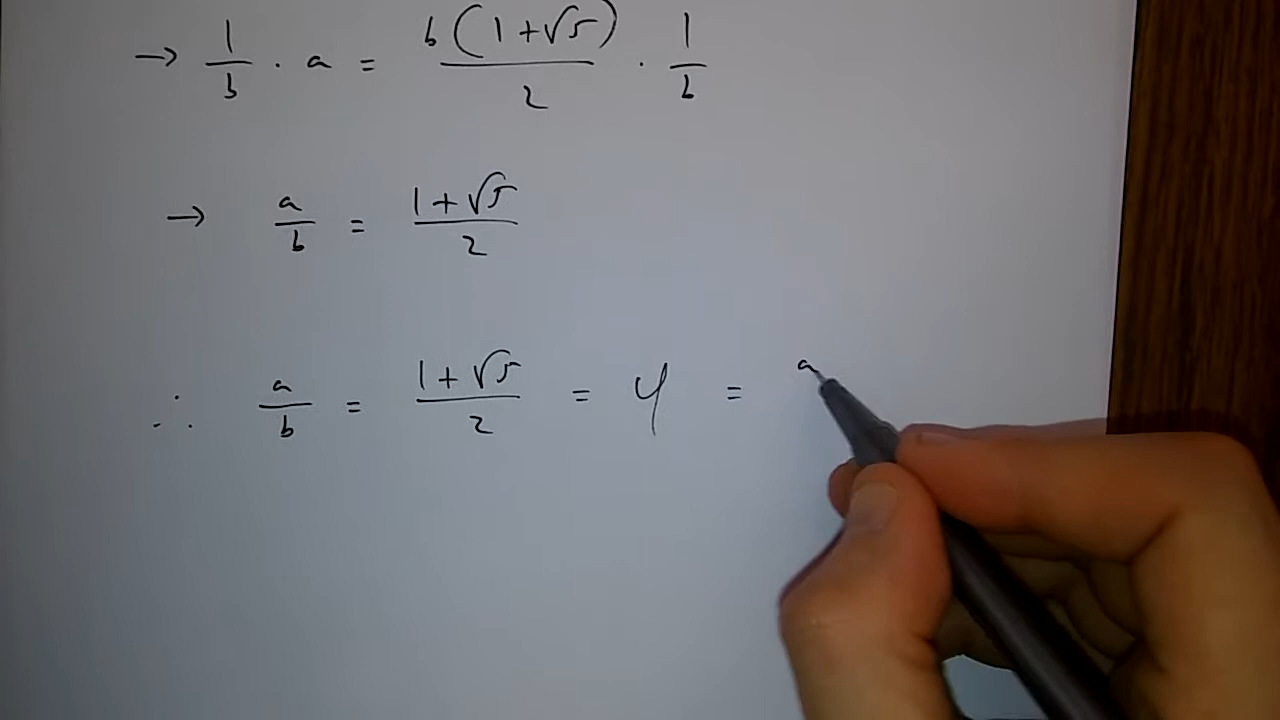 → 1/b · a = b(1+√5)/2 · 1/b
→ a/b = (1+√5)/2
∴ a/b = (1+√5)/2 = φ = a